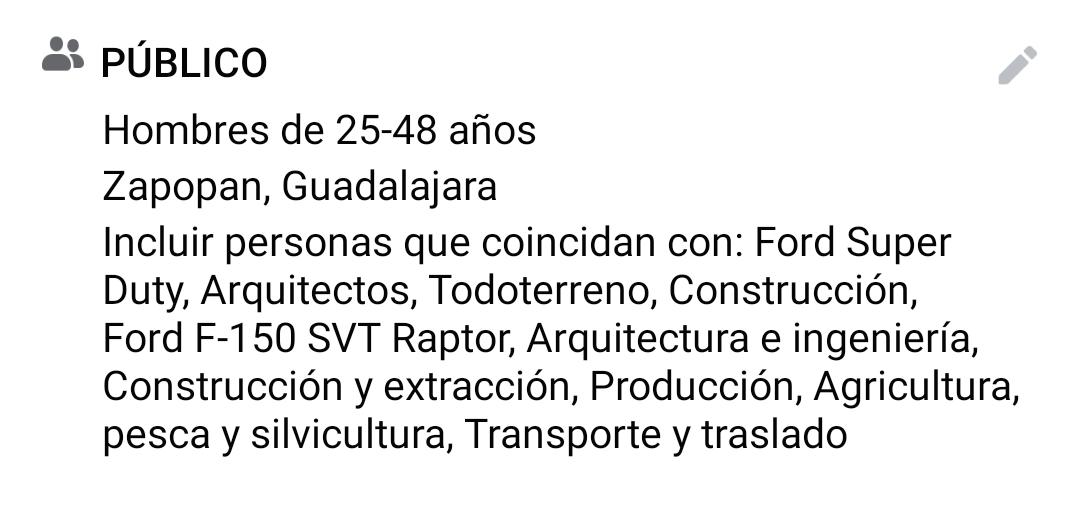 PÚBLICO
Hombres de 25-48 años
Zapopan, Guadalajara
Incluir personas que coincidan con: Ford Super
Duty, Arquitectos, Todoterreno, Construcción,
Ford F-150 SVT Raptor, Arquitectura e ingeniería,
Construcción y extracción, Producción, Agricultura,
pesca y silvicultura, Transporte y traslado